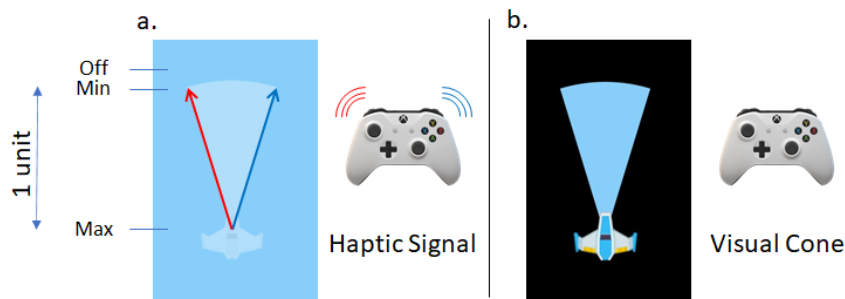 a.
Off
Min
1 unit
Max
Haptic Signal
b.
Visual Cone